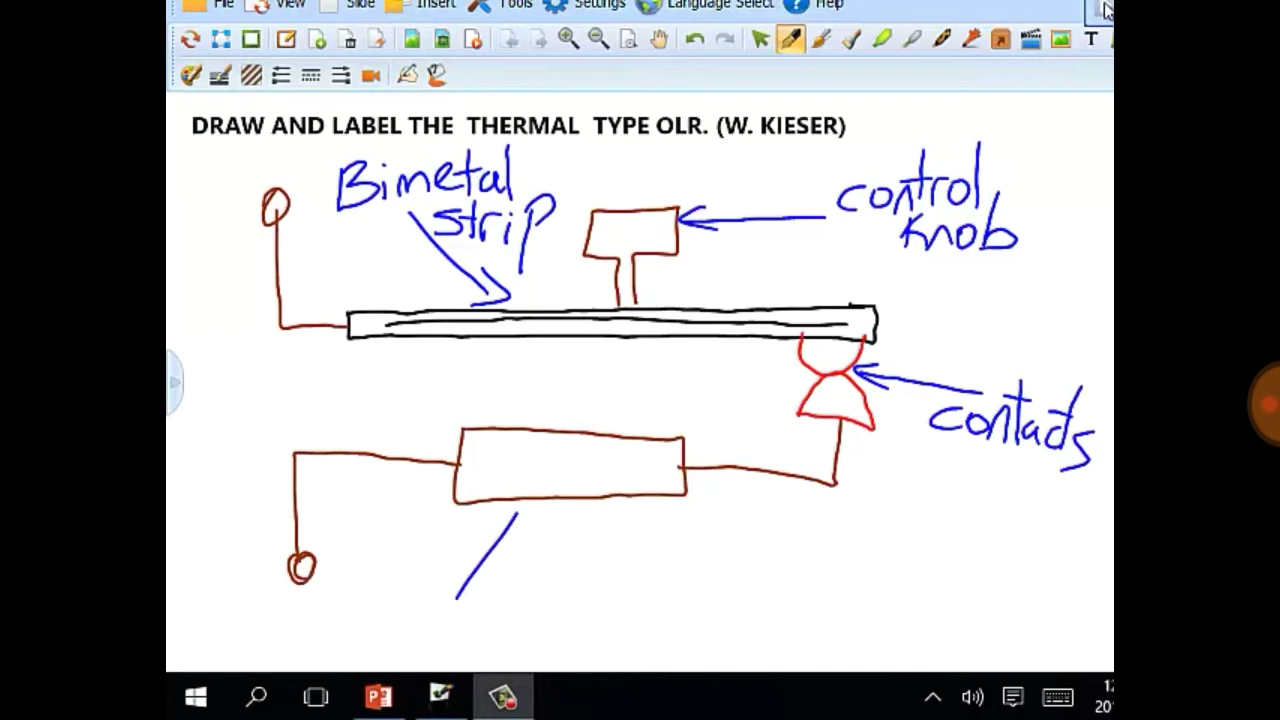 File View Slide Insert Tools Settings Language Select Help
DRAW AND LABEL THE THERMAL TYPE OLR. (W. KIESER)
Bimetal
strip
control
knob
contacts